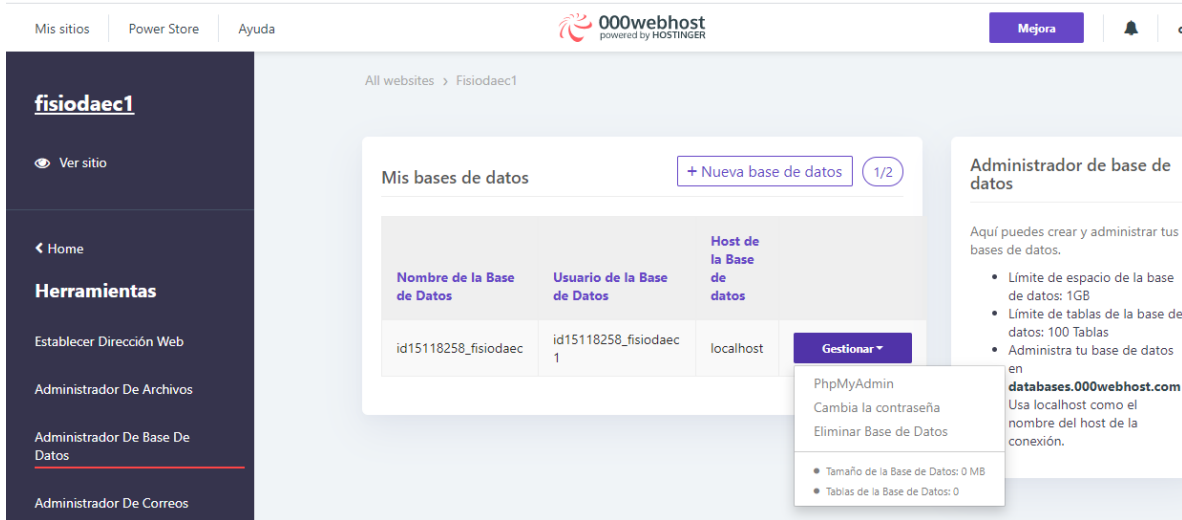 Mis sitios
Power Store
Ayuda
000webhost
powered by HOSTINGER
Mejora
fisiodaec1
Ver sitio
Home
Herramientas
Establecer Dirección Web
Administrador De Archivos
Administrador De Base De
Datos
Administrador De Correos
All websites › Fisiodaec1
Mis bases de datos
+ Nueva base de datos
1/2
Nombre de la Base
de Datos
Usuario de la Base
de Datos
Host de
la Base
de
datos
id15118258_fisiodaec
id15118258_fisiodaec
1
localhost
Gestionar
PhpMyAdmin
Cambia la contraseña
Eliminar Base de Datos
Tamaño de la Base de Datos: 0 MB
Tablas de la Base de Datos: 0
Administrador de base de
datos
Aquí puedes crear y administrar tus
bases de datos.
Límite de espacio de la base
de datos: 1GB
Límite de tablas de la base de
datos: 100 Tablas
Administra tu base de datos
en
databases.000webhost.com
Usa localhost como el
nombre del host de la
conexión.